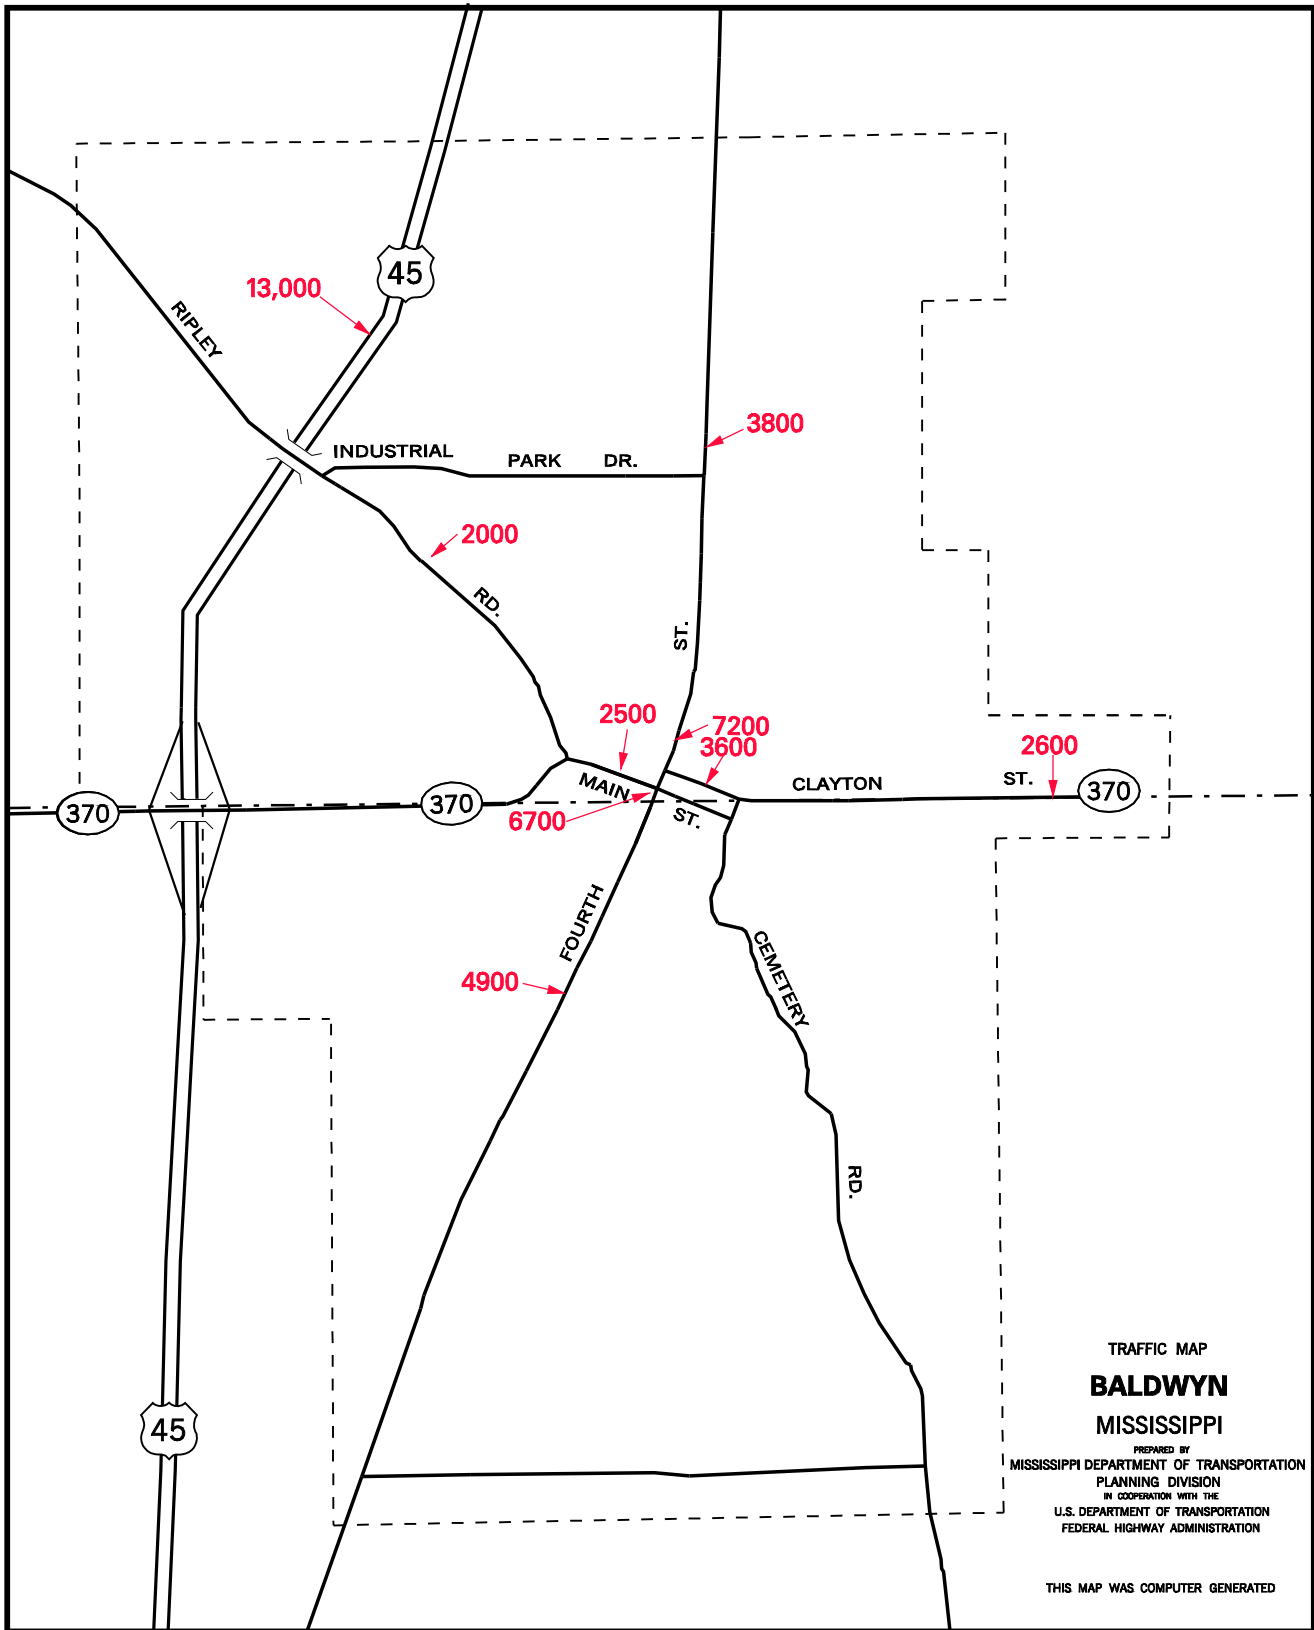 45
13,000
RIPLEY
3800
INDUSTRIAL PARK DR.
2000
RD.
ST.
2500
7200
3600
2600
MAIN
CLAYTON ST.
370
370
370
6700
ST.
FOURTH
CEMETERY
4900
RD.
45
TRAFFIC MAP
BALDWYN
MISSISSIPPI
PREPARED BY
MISSISSIPPI DEPARTMENT OF TRANSPORTATION
PLANNING DIVISION
IN COOPERATION WITH THE
U.S. DEPARTMENT OF TRANSPORTATION
FEDERAL HIGHWAY ADMINISTRATION
THIS MAP WAS COMPUTER GENERATED